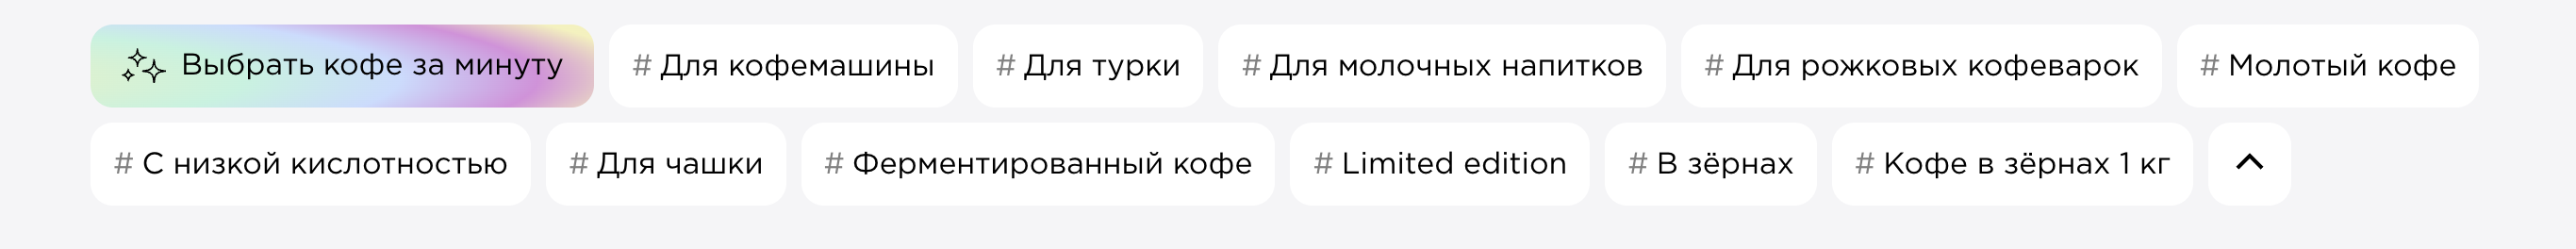 Выбрать кофе за минуту # Для кофемашины # Для турки # Для молочных напитков # Для рожковых кофеварок # Молотый кофе
# С низкой кислотностью # Для чашки # Ферментированный кофе # Limited edition # В зёрнах # Кофе в зёрнах 1 кг